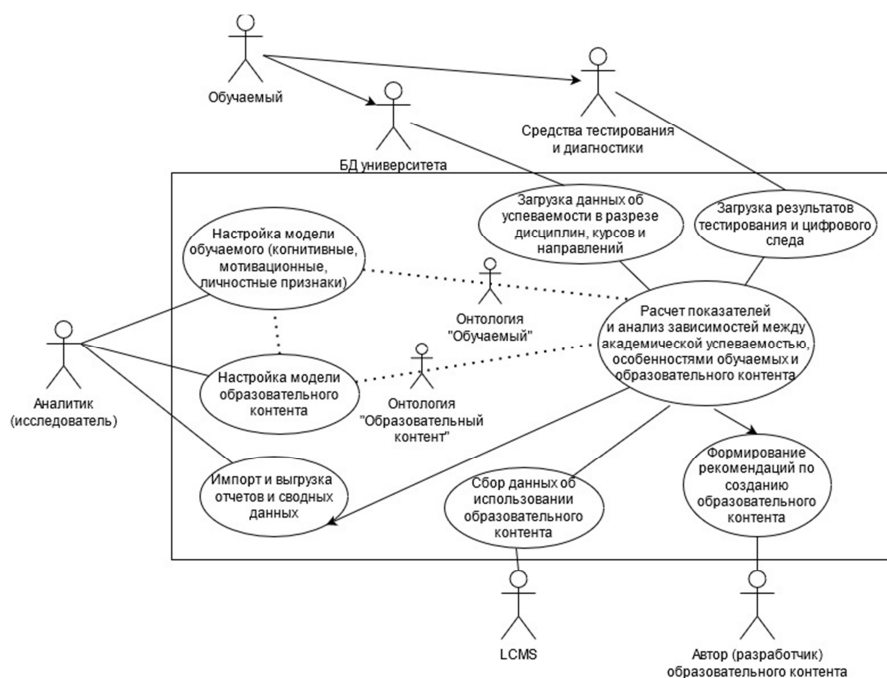 Обучаемый
Средства тестирования
и диагностики
БД университета
Загрузка данных об
успеваемости в разрезе
дисциплин, курсов и
направлений
Загрузка результатов
тестирования и цифрового
следа
Настройка модели
обучаемого (когнитивные,
мотивационные,
личностные признаки)
Онтология
"Обучаемый"
Расчет показателей
и анализ зависимостей между
академической успеваемостью,
особенностями обучаемых и
образовательного контента
Аналитик
(исследователь)
Настройка модели
образовательного
контента
Онтология
"Образовательный
контент"
Импорт и выгрузка
отчетов и сводных
данных
Сбор данных об
использовании
образовательного
контента
Формирование
рекомендаций по
созданию
образовательного
контента
LCMS
Автор (разработчик)
образовательного контента